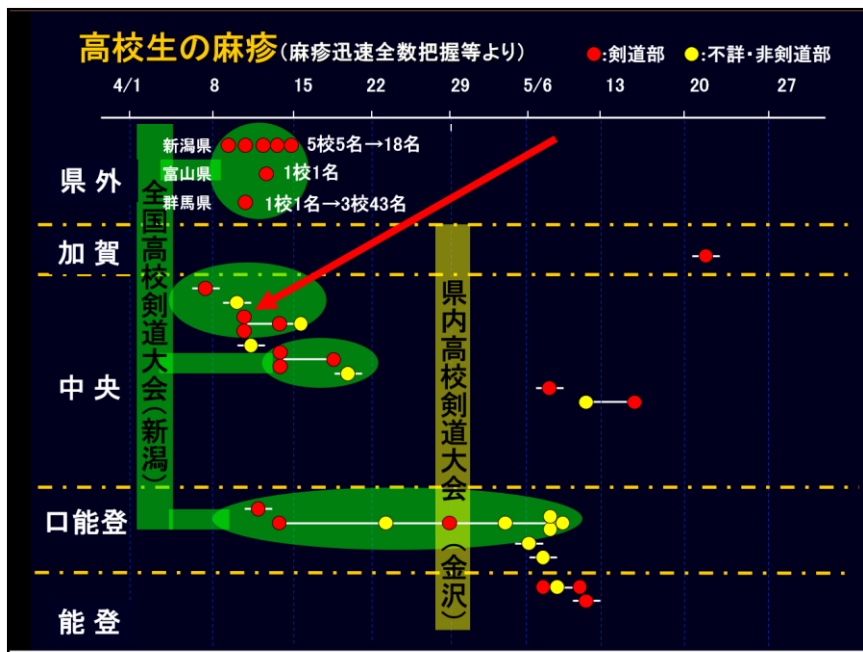 高校生の麻疹(麻疹迅速全数把握等より)
●:剣道部 ●:不詳・非剣道部
4/1 8 15 22 29 5/6 13 20 27
県外
新潟県 5校5名→18名
富山県 1校1名
群馬県 1校1名→3校43名
全国高校剣道大会(新潟)
加賀
県内高校剣道大会(金沢)
中央
口能登
能登